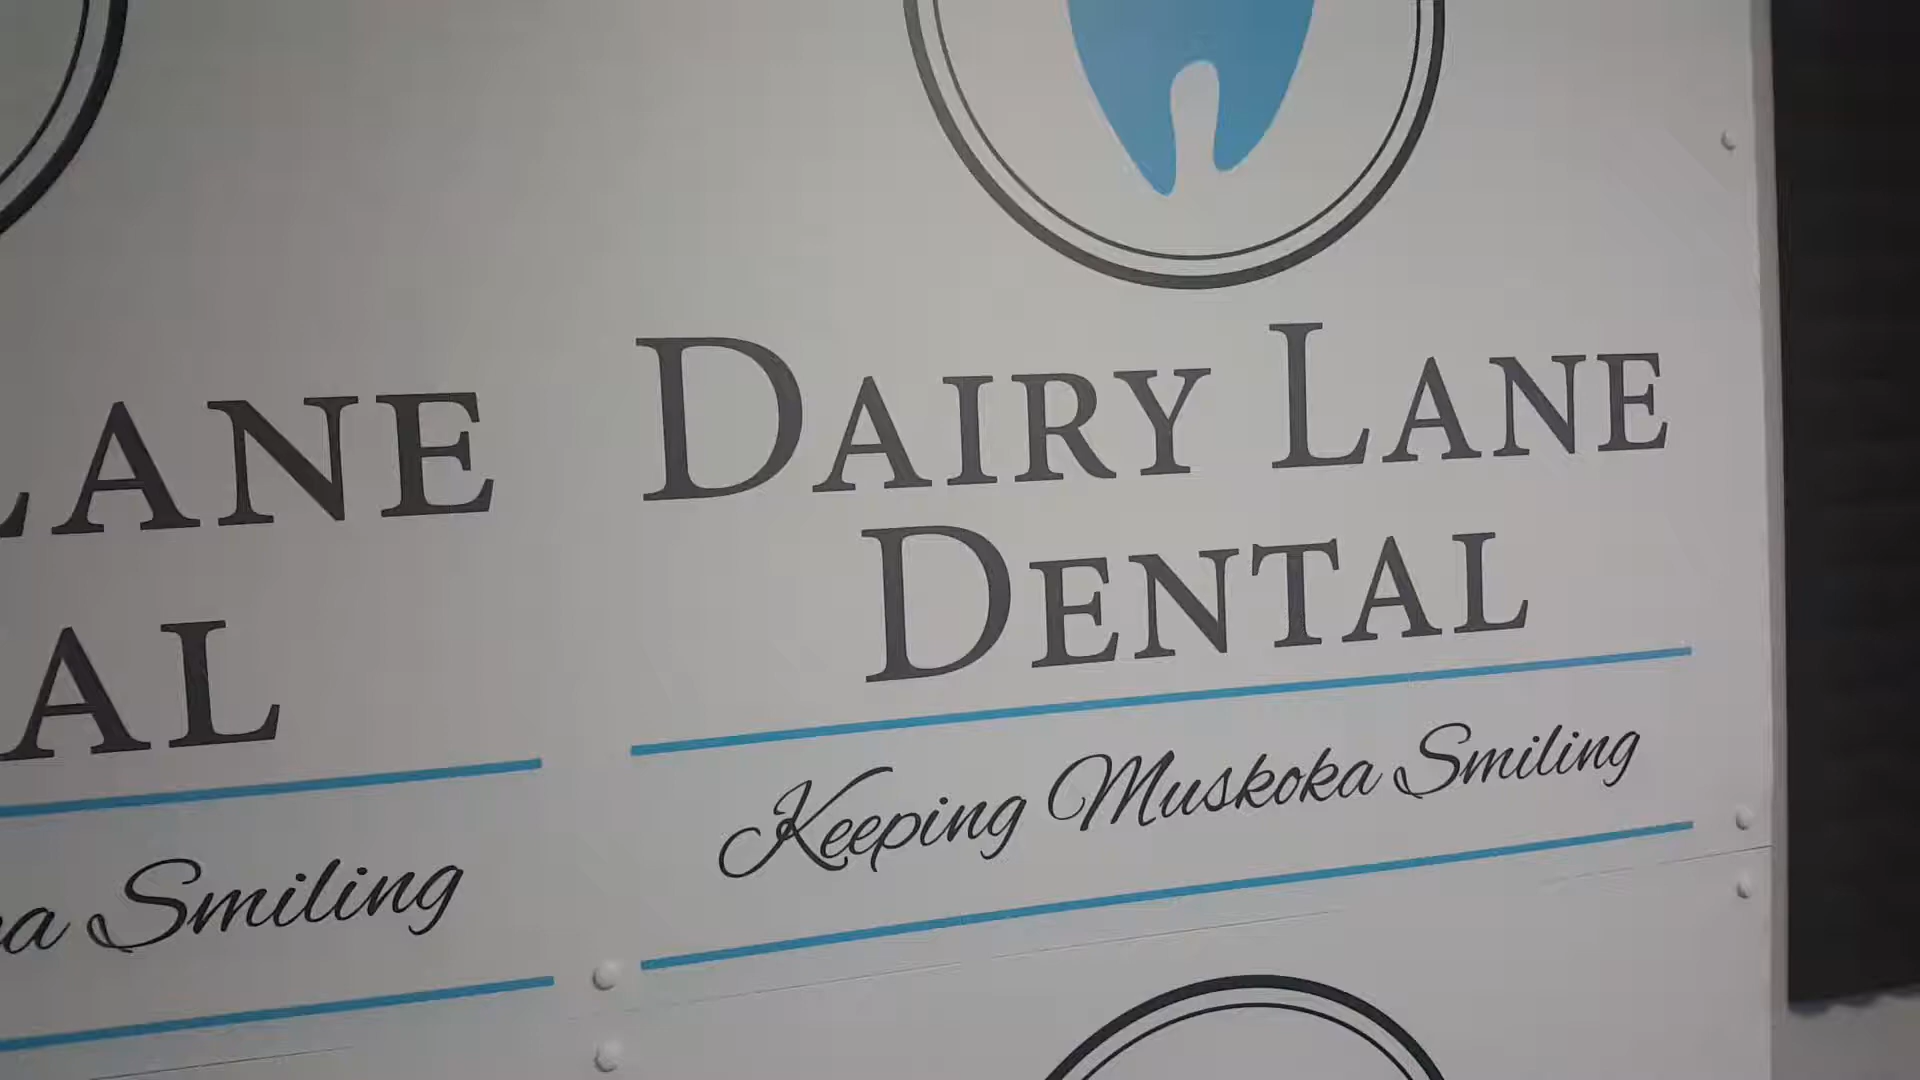 LANE
AL
a Smiling
DAIRY LANE
DENTAL
Keeping Muskoka Smiling